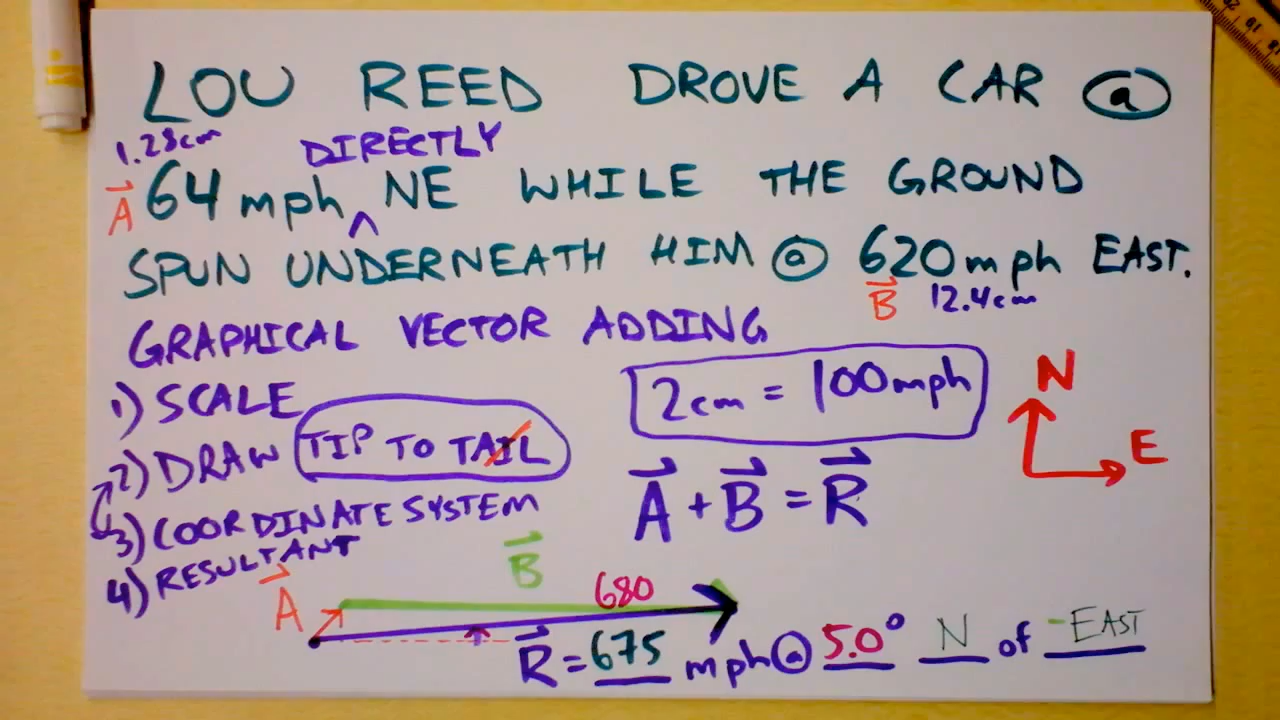 LOU REED DROVE A CAR @
1.28cm DIRECTLY
A 64 mph ^ NE WHILE THE GROUND
SPUN UNDERNEATH HIM @ 620 mph EAST.
B 12.4cm
GRAPHICAL VECTOR ADDING
1) SCALE
2cm = 100mph
N
E
2) DRAW TIP TO TAIL
3) COORDINATE SYSTEM
A + B = R
4) RESULTANT
A
B
680
R = 675 mph @ 5.0° N of EAST